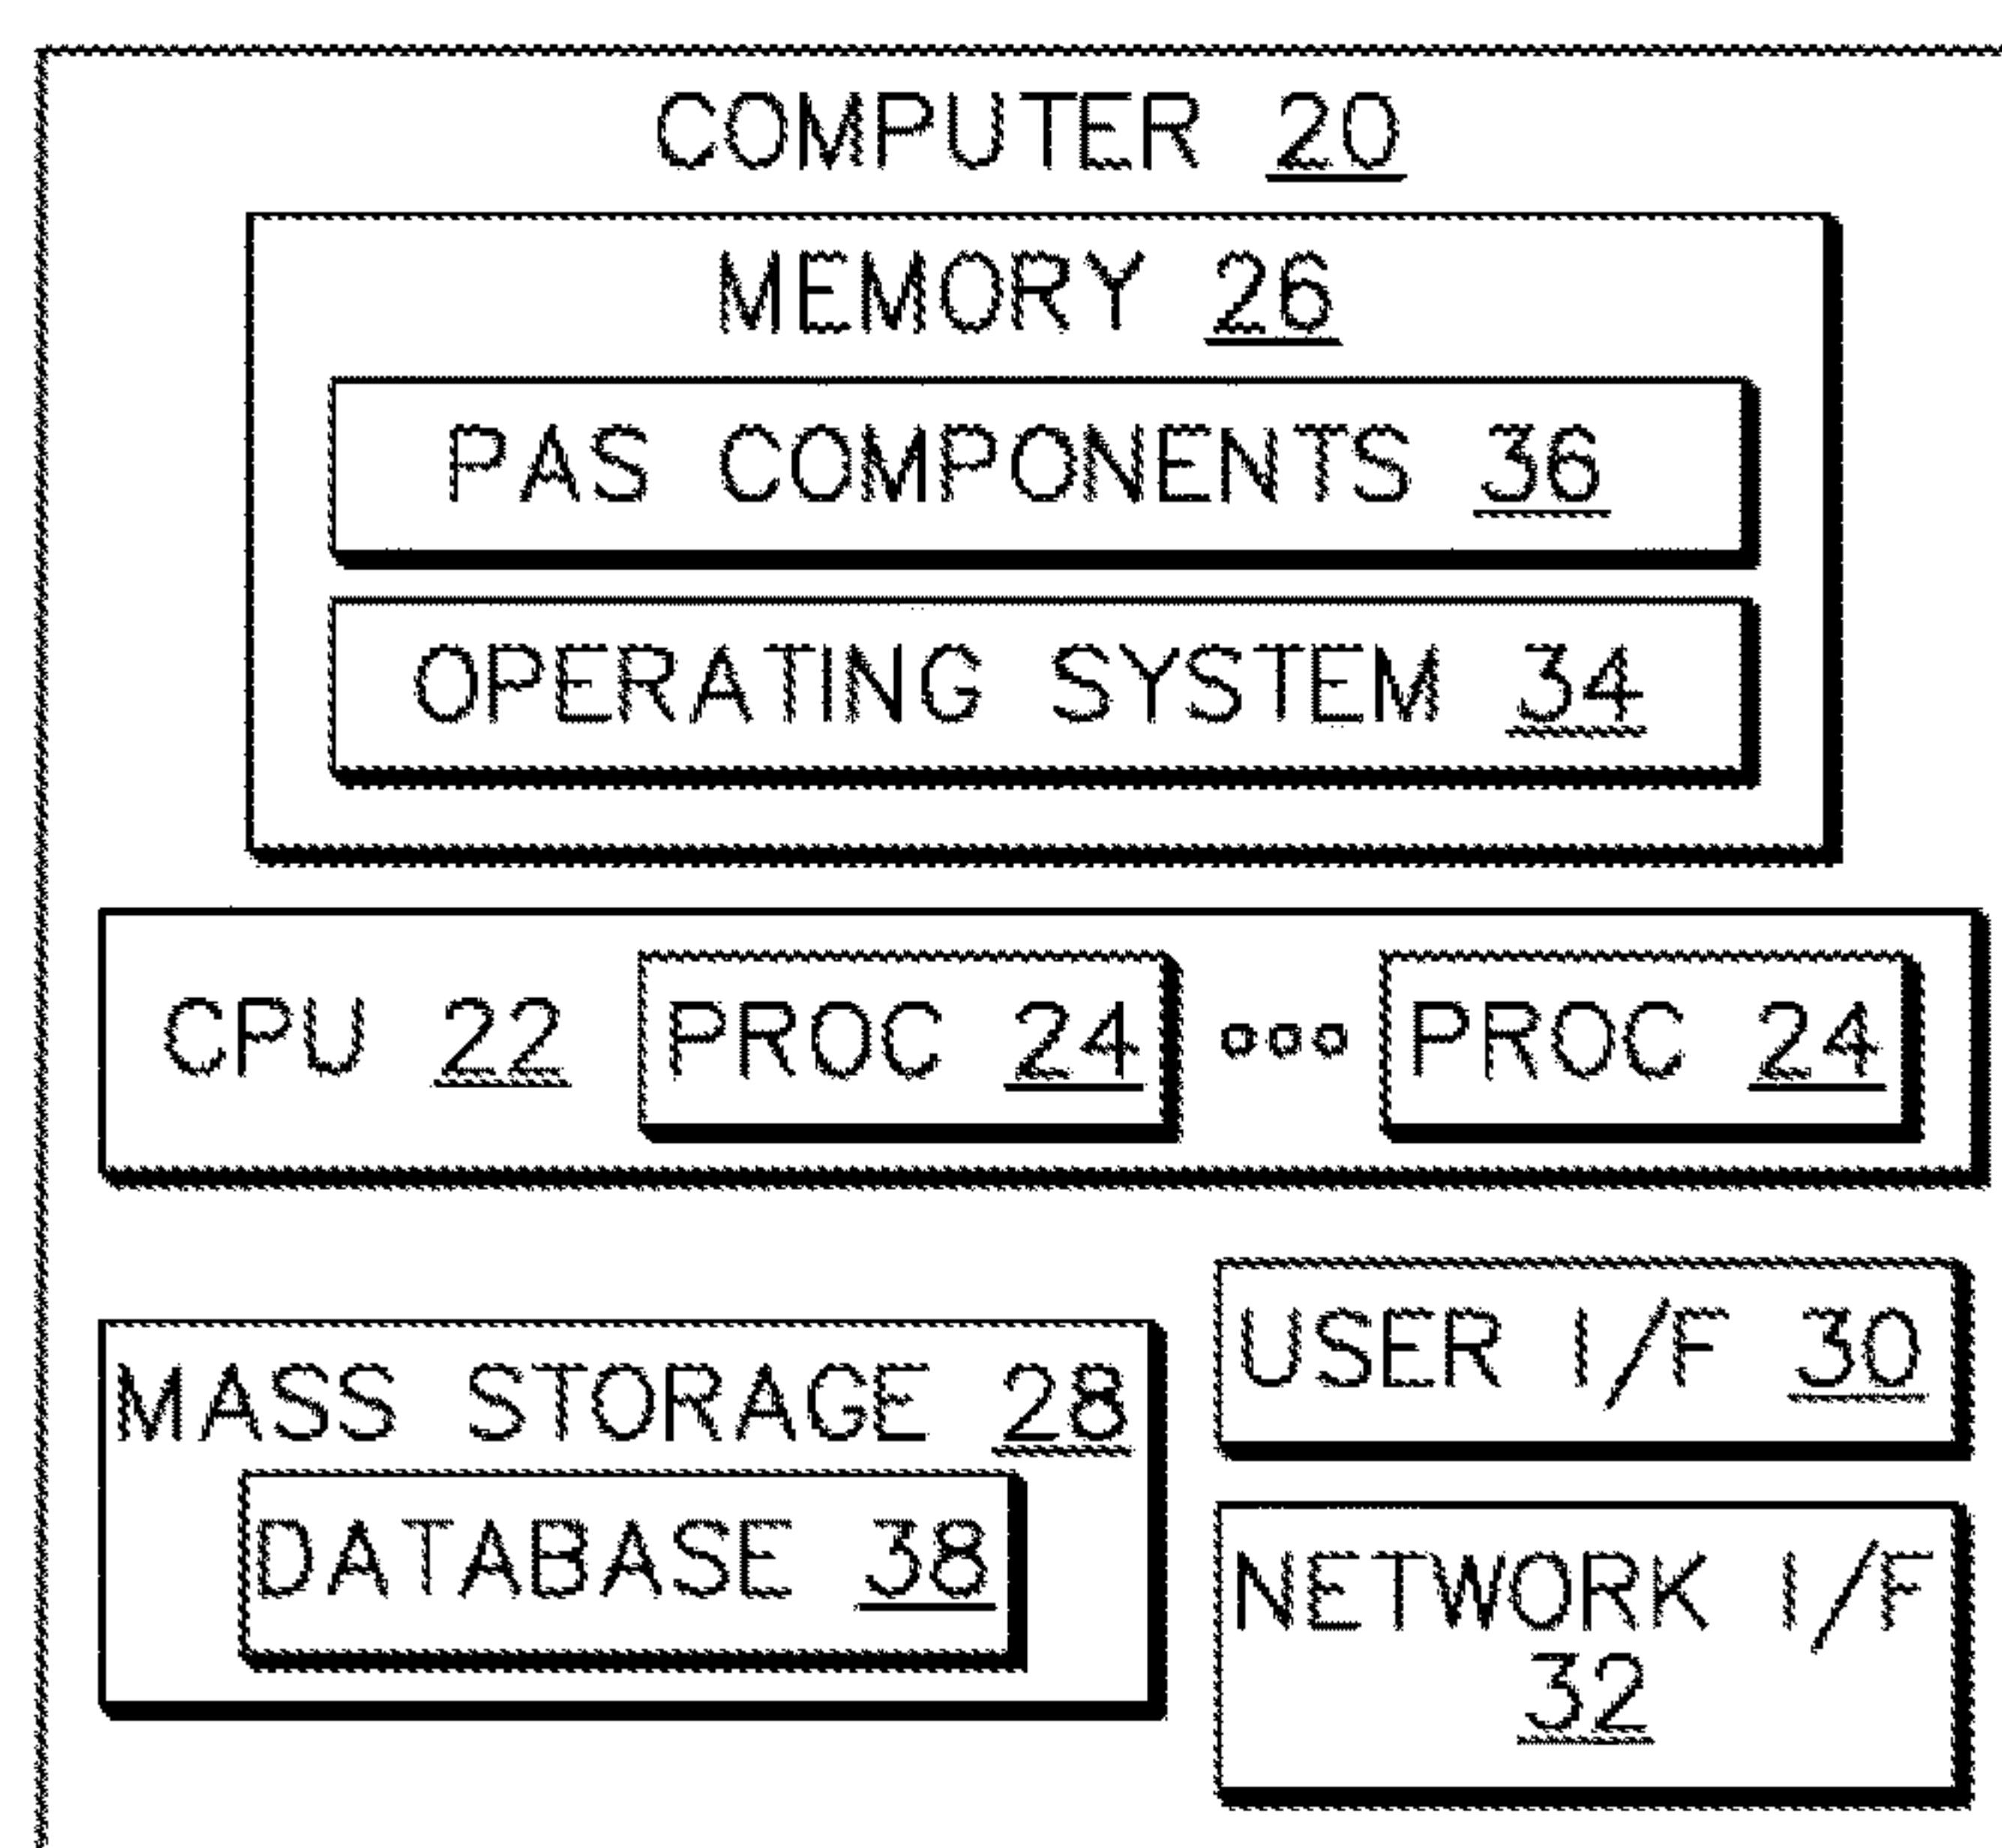 COMPUTER 20
MEMORY 26
PAS COMPONENTS 36
OPERATING SYSTEM 34
CPU 22 PROC 24 ooo PROC 24
MASS STORAGE 28
DATABASE 38
USER I/F 30
NETWORK I/F
32